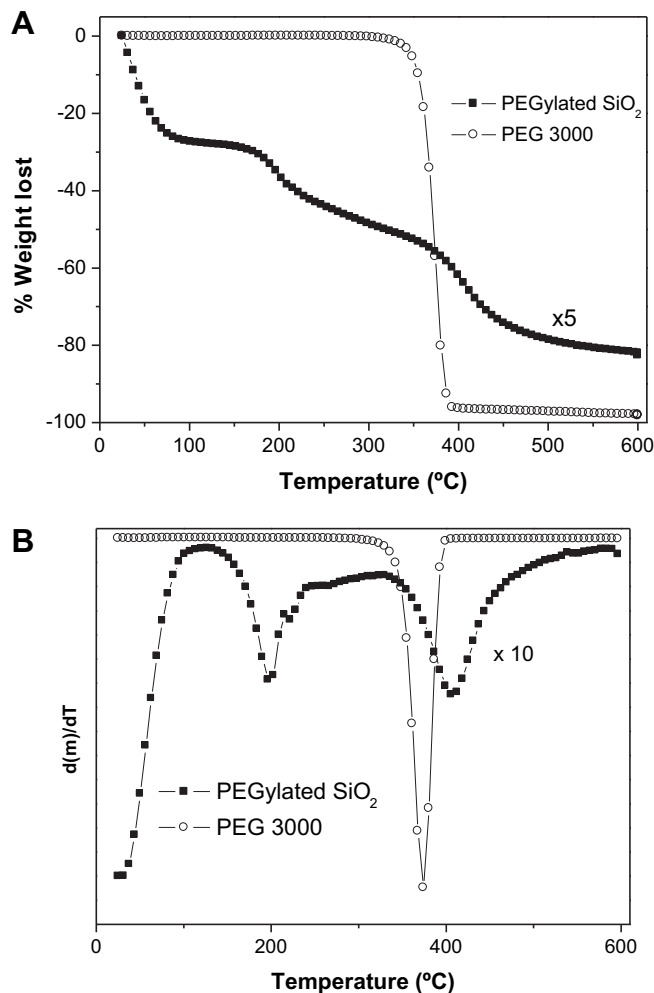 A
0
-20
-40
-60
-80
-100
% Weight lost
PEGylated SiO₂
PEG 3000
x5
0 100 200 300 400 500 600
Temperature (ºC)
B
d(m)/dT
x 10
PEGylated SiO₂
PEG 3000
0 200 400 600
Temperature (ºC)